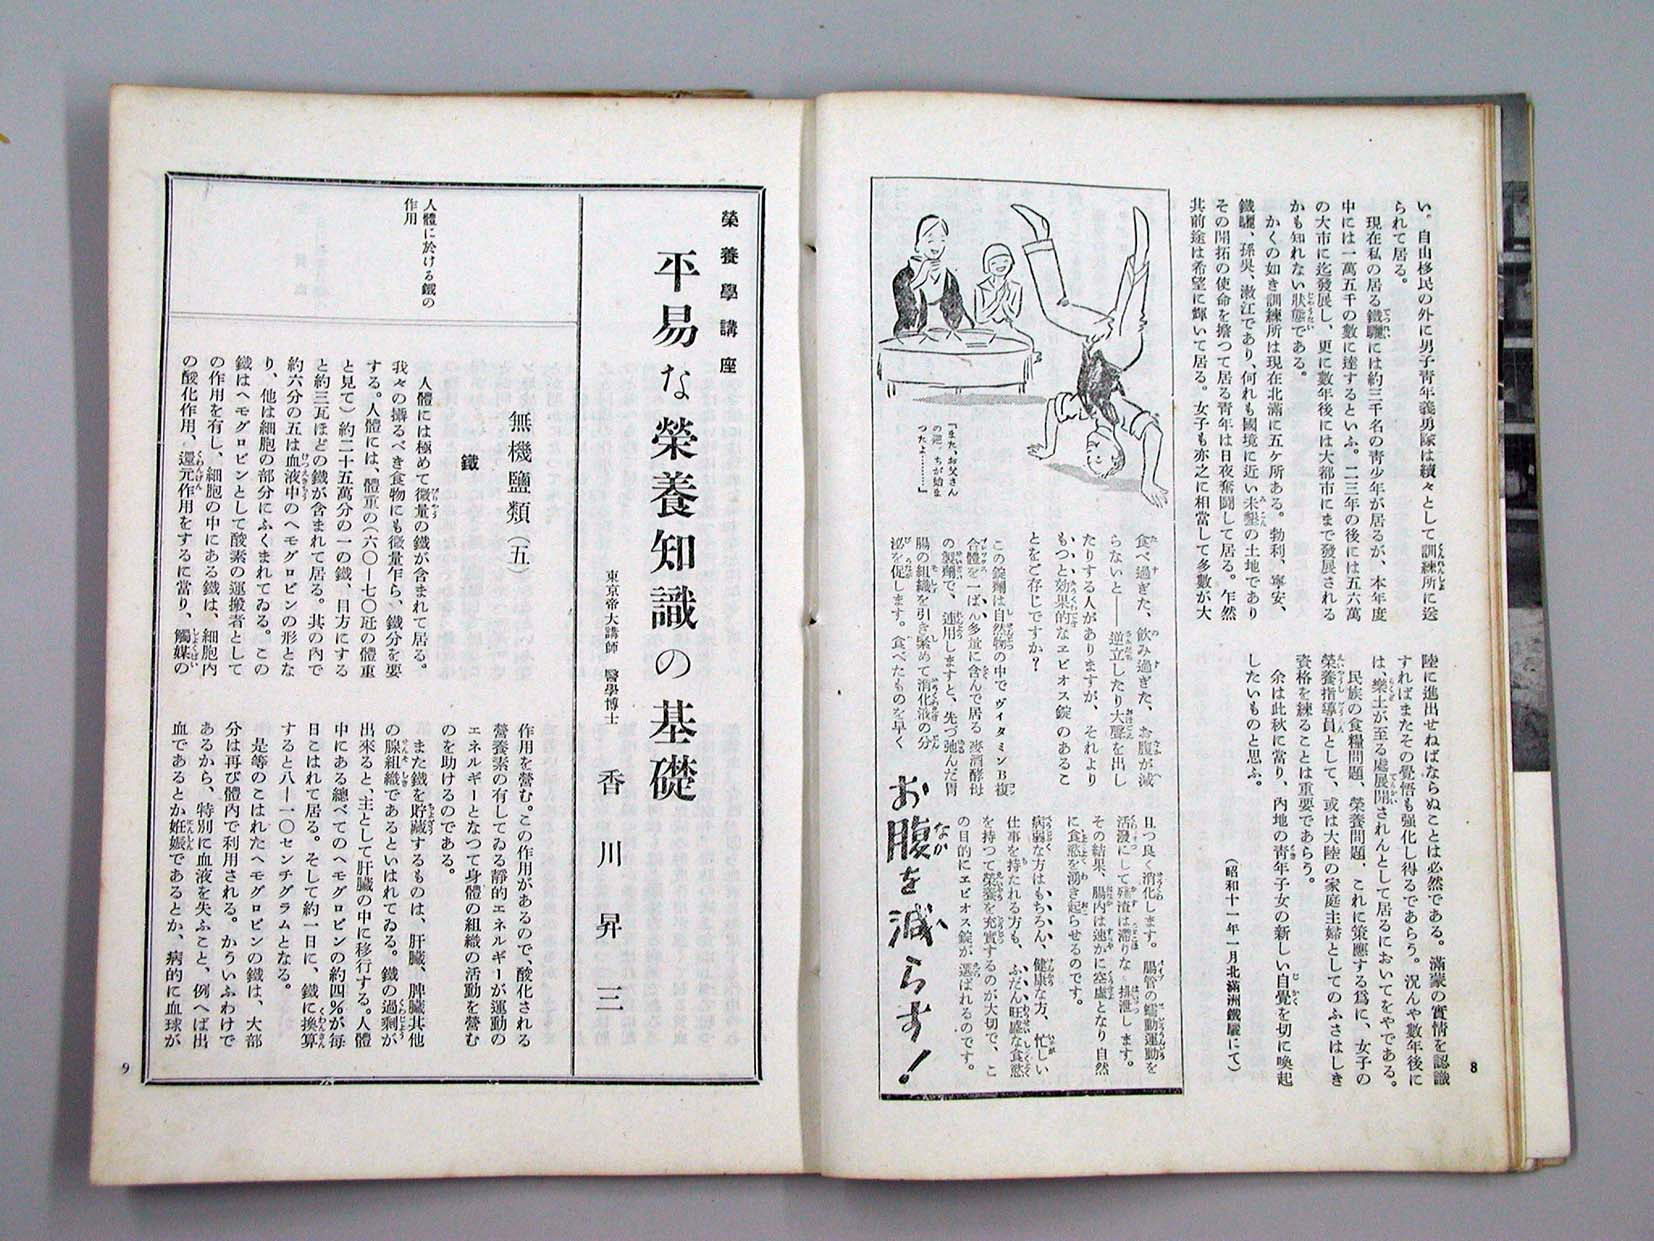 い。自由移民の外に男子青年義勇隊は續々として訓練所に送
られて居る。
現在私の居る鐵驪には約三千名の青少年が居るが、本年度
中には一萬五千の數に達するといふ。二三年の後には五六萬
の大市に迄發展し、更に數年後には大都市にまで發展される
かも知れない狀態である。
かくの如き訓練所は現在北滿に五ケ所ある。勃利、寧安、
鐵驪、孫吳、嫩江であり、何れも國境に近い未墾の土地であり
その開拓の使命を擔つて居る青年は日夜奮鬪して居る。乍然
其前途は希望に輝いて居る。女子も亦之に相當して多數が大
陸に進出せねばならぬことは必然である。滿蒙の實情を認識
すればまたその覺悟も强化し得るであらう。況んや數年後に
は、樂土が至る處展開されんとして居るにおいてをやである。
民族の食糧問題、榮養問題、これに策應する爲に、女子の
榮養指導員として、或は大陸の家庭主婦としてのふさはしき
資格を練ることは重要であらう。
余は此秋に當り、內地の青年子女の新しい自覺を切に喚起
したいものと思ふ。
(昭和十一年一月北滿洲鐵驪にて)
8
『また、お父さん
の逆立ちが始ま
つたよ………』
食べ過ぎた、飮み過ぎた、お腹が減
らないと――逆立したり大聲を出し
たりする人がありますが、それより
もつと効果的なエビオス錠のあるこ
とをご存じですか?
この錠劑は自然物の中でヴイタミンB複
合體を一ばん多量に含んで居る麥酒酵母
の製劑で、連用しますと、先づ弛んだ胃
腸の組織を引き緊めて消化液の分
泌を促します。食べたものを早く
且つ良く消化します。腸管の蠕動運動を
活潑にして殘渣は滯りなく排泄します。
その結果、腸内は速かに空虛となり自然
に食慾を湧き起らせるのです。
病弱な方はもちろん、健康な方、忙しい
仕事を持たれる方も、ふだん旺盛な食慾
を持つて榮養を充實するのが大切で、こ
の目的にエビオス錠が選ばれるのです。
お腹を減らす!
榮養學講座
平易な榮養知識の基礎
東京帝大講師 醫學博士 香川昇三
無機鹽類(五)
鐵
人體に於ける鐵の
作用
人體には極めて微量の鐵が含まれて居る。
我々の攝るべき食物にも微量乍ら、鐵分を要
する。人體には、體重の(六〇―七〇瓩の體重
と見て)約二十五萬分の一の鐵、目方にする
と約三瓦ほどの鐵が含まれて居る。其の內で
約六分の五は血液中のヘモグロビンの形とな
り、他は細胞の部分にふくまれてゐる。この
鐵はヘモグロビンとして酸素の運搬者として
の作用を有し、細胞の中にある鐵は、細胞內
の酸化作用、還元作用をするに當り、觸媒の
作用を營む。この作用があるので、酸化される
營養素の有してゐる靜的エネルギーが運動の
エネルギーとなつて身體の組織の活動を營む
のを助けるのである。
また鐵を貯藏するものは、肝臟、脾臟其他
の腺組織であるといはれてゐる。鐵の過剩が
出來ると、主として肝臟の中に移行する。人體
中にある總べてのヘモグロビンの約四%が每
日こはれて居る。そして約一日に、鐵に換算
すると八―一〇センチグラムとなる。
是等のこはれたヘモグロビンの鐵は、大部
分は再び體內で利用される。かういふわけで
あるから、特別に血液を失ふこと、例へば出
血であるとか姙娠であるとか、病的に血球が
9